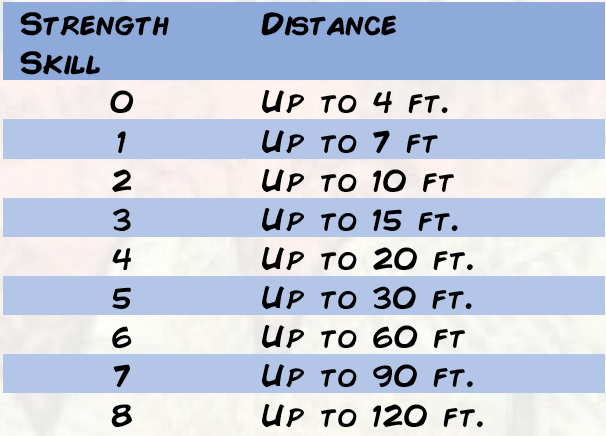 Strength Distance
Skill
0 Up to 4 ft.
1 Up to 7 ft
2 Up to 10 ft
3 Up to 15 ft.
4 Up to 20 ft.
5 Up to 30 ft.
6 Up to 60 ft
7 Up to 90 ft.
8 Up to 120 ft.